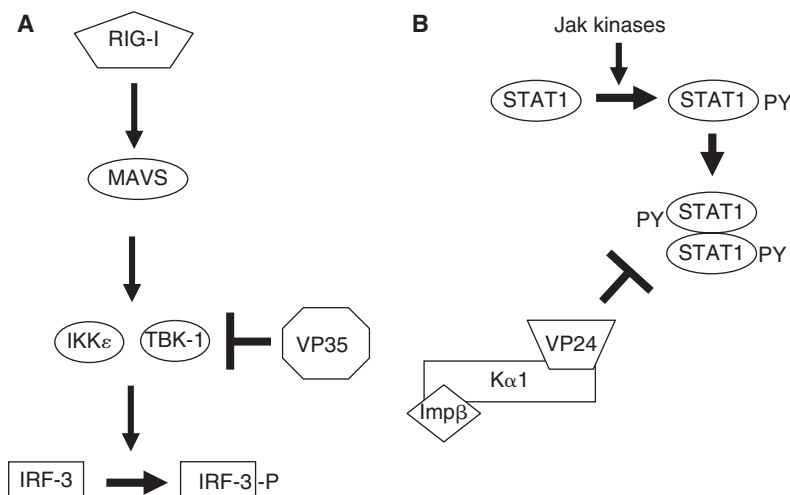 A
RIG-I
MAVS
IKKε
TBK-1
VP35
IRF-3
IRF-3-P
B
Jak kinases
STAT1
STAT1 PY
PY STAT1
STAT1 PY
VP24
Kα1
Impβ